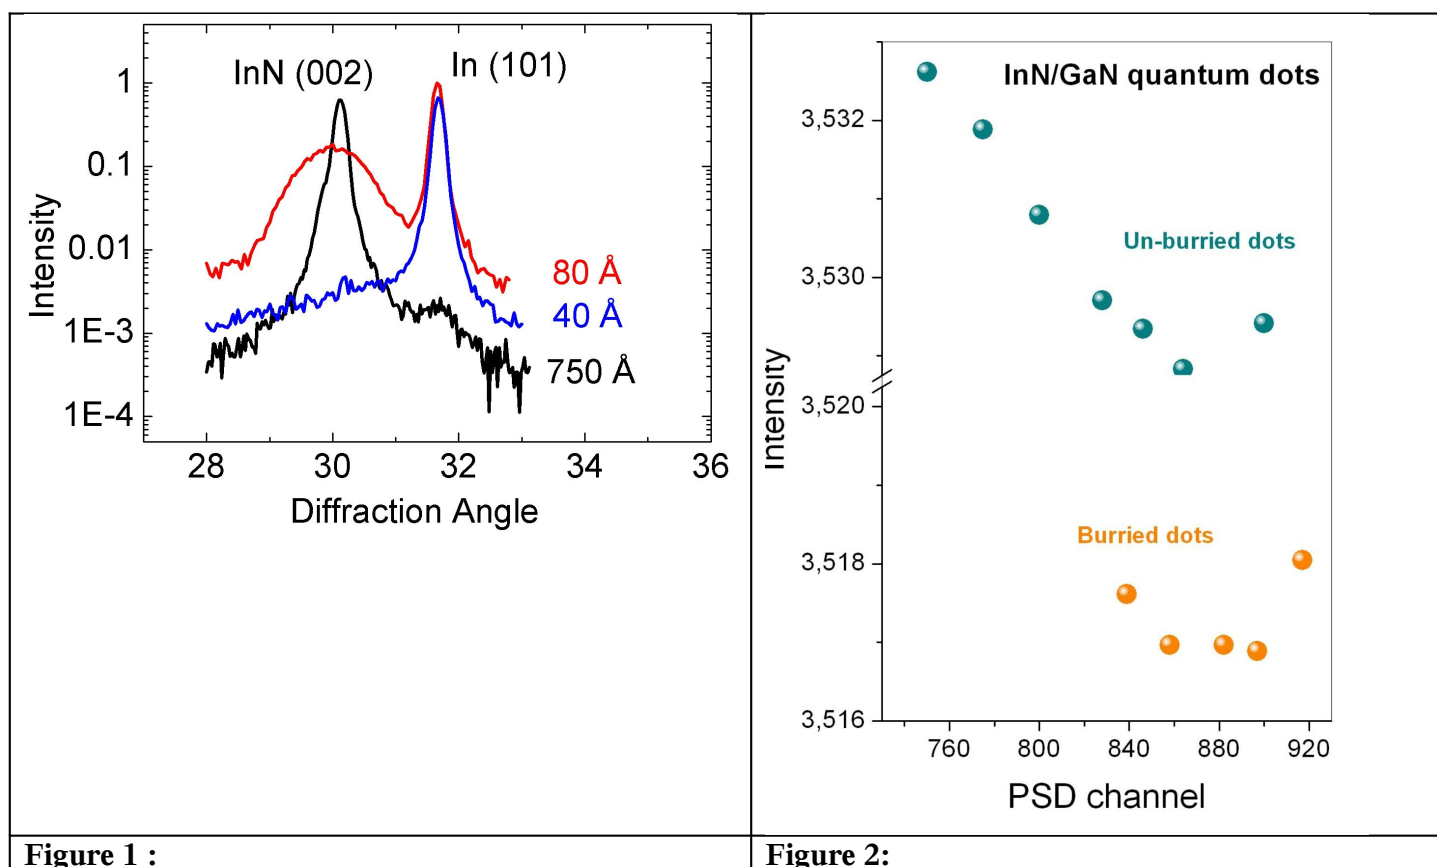 InN (002)
In (101)
1
0.1
0.01
1E-3
1E-4
Intensity
80 Å
40 Å
750 Å
28 30 32 34 36
Diffraction Angle
Figure 1 :
InN/GaN quantum dots
3,532
3,530
3,520
3,518
3,516
Intensity
Un-burried dots
Burried dots
760 800 840 880 920
PSD channel
Figure 2: